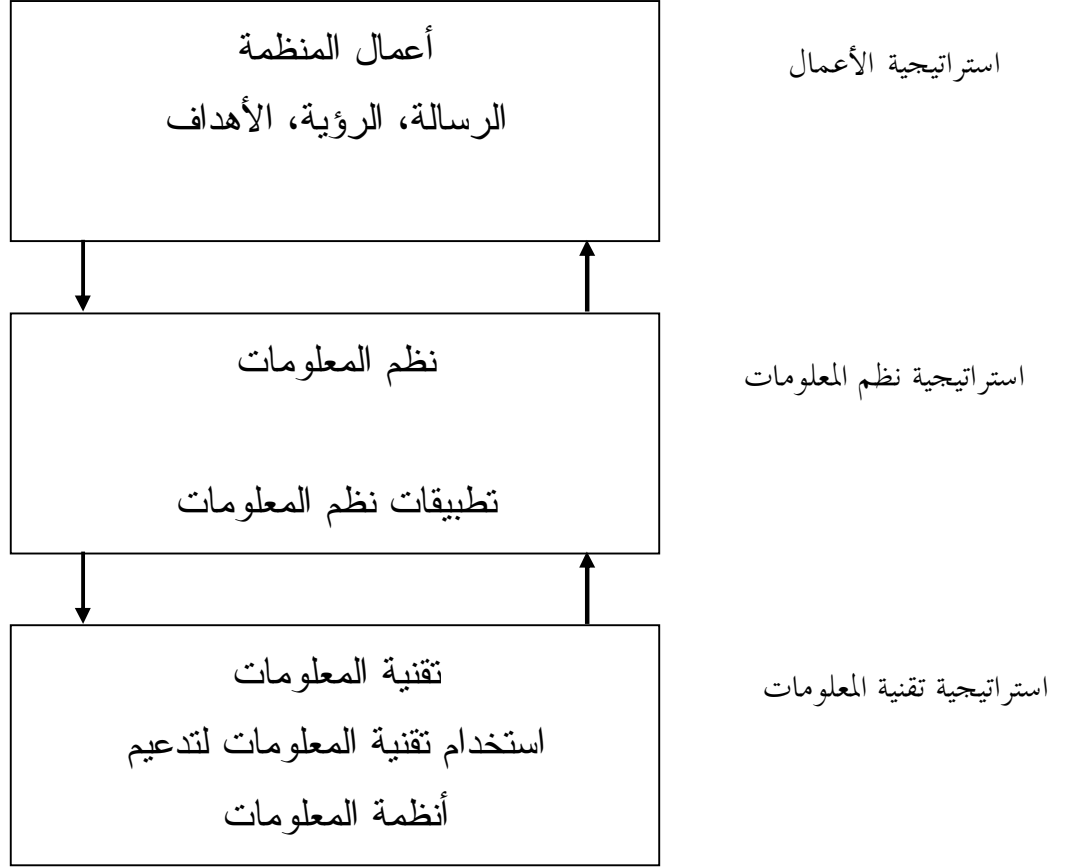 أعمال المنظمة
الرسالة، الرؤية، الأهداف
استراتيجية الأعمال
نظم المعلومات
تطبيقات نظم المعلومات
استراتيجية نظم المعلومات
تقنية المعلومات
استخدام تقنية المعلومات لتدعيم
أنظمة المعلومات
استراتيجية تقنية المعلومات